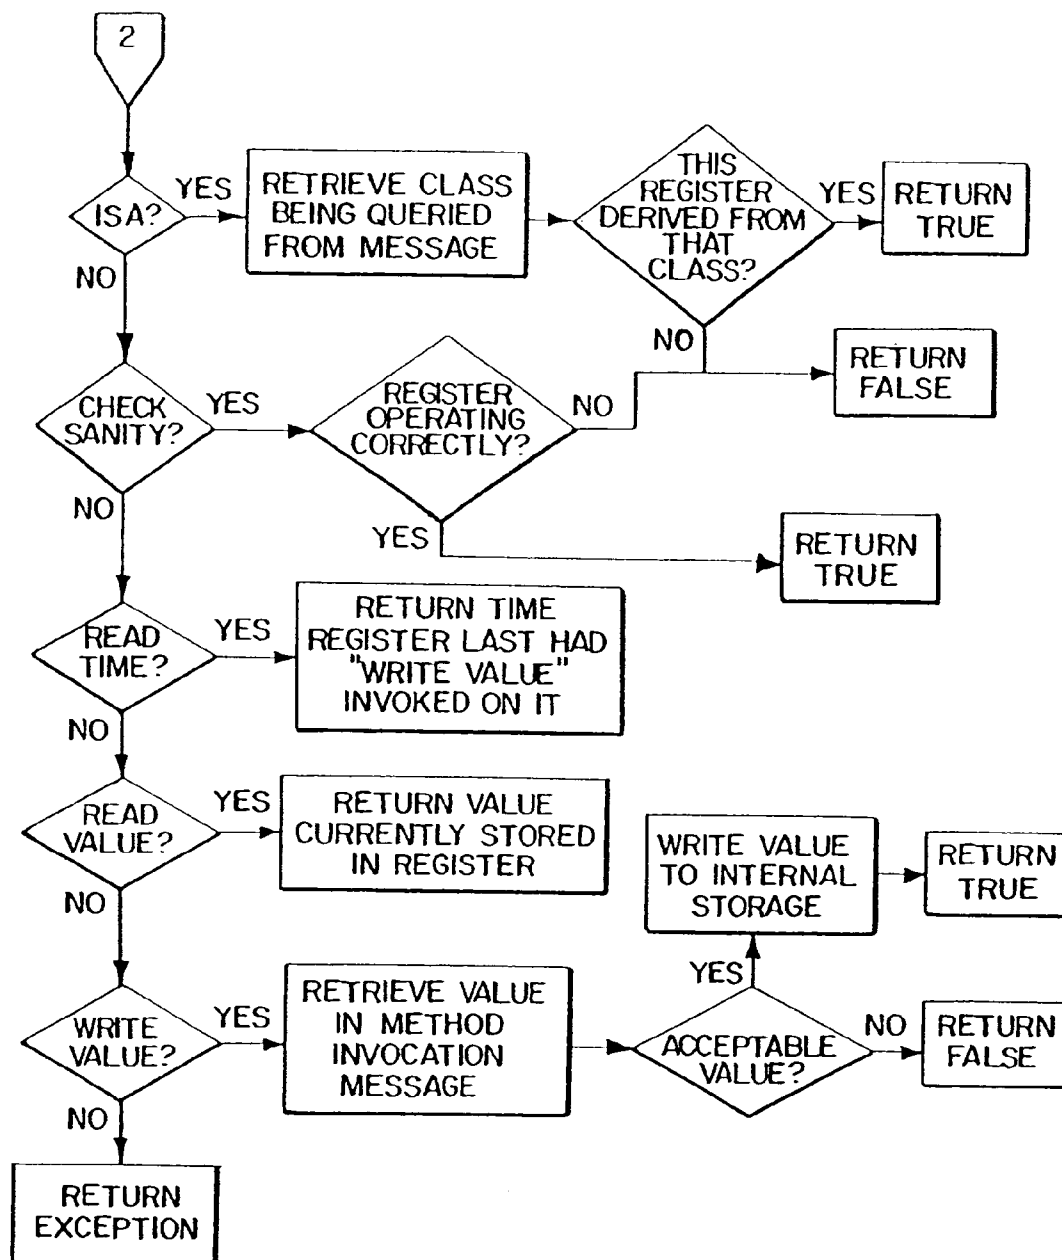 2
ISA?
YES
RETRIEVE CLASS
BEING QUERIED
FROM MESSAGE
THIS
REGISTER
DERIVED FROM
THAT
CLASS?
YES
RETURN
TRUE
NO
NO
RETURN
FALSE
CHECK
SANITY?
YES
REGISTER
OPERATING
CORRECTLY?
NO
NO
YES
RETURN
TRUE
READ
TIME?
YES
RETURN TIME
REGISTER LAST HAD
"WRITE VALUE"
INVOKED ON IT
NO
READ
VALUE?
YES
RETURN VALUE
CURRENTLY STORED
IN REGISTER
WRITE VALUE
TO INTERNAL
STORAGE
RETURN
TRUE
NO
YES
WRITE
VALUE?
YES
RETRIEVE VALUE
IN METHOD
INVOCATION
MESSAGE
ACCEPTABLE
VALUE?
NO
RETURN
FALSE
NO
RETURN
EXCEPTION